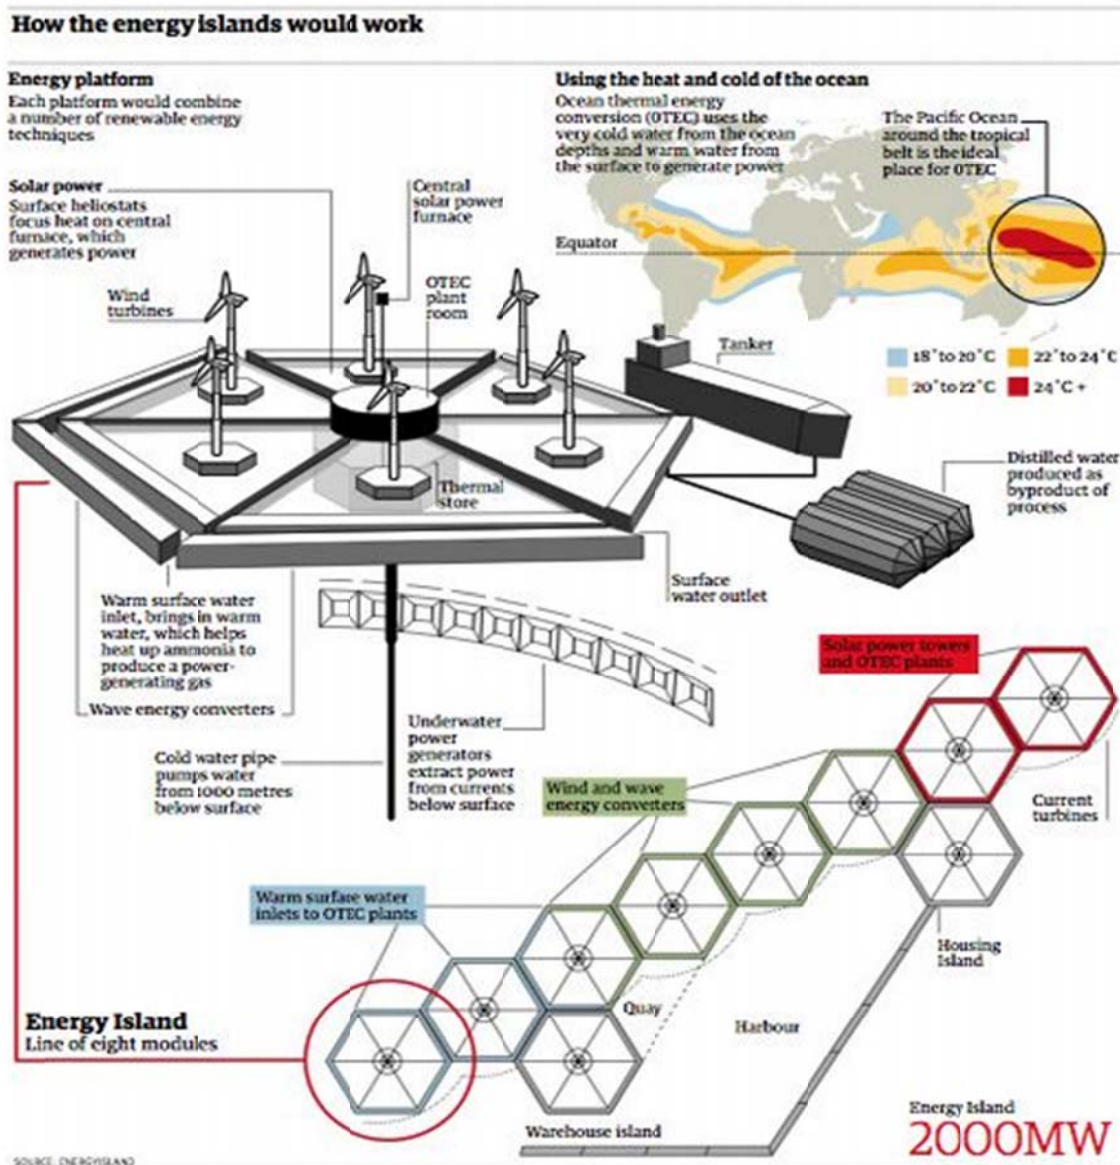 How the energy islands would work
Energy platform
Each platform would combine
a number of renewable energy
techniques
Solar power
Surface heliostats
focus heat on central
furnace, which
generates power
Central
solar power
furnace
OTEC
plant
room
Wind
turbines
Using the heat and cold of the ocean
Ocean thermal energy
conversion (OTEC) uses the
very cold water from the ocean
depths and warm water from
the surface to generate power
The Pacific Ocean
around the tropical
belt is the ideal
place for OTEC
Equator
Tanker
18˚to 20˚C
22˚to 24˚C
20˚to 22˚C
24˚C +
Distilled water
produced as
byproduct of
process
Thermal
store
Surface
water outlet
Warm surface water
inlet, brings in warm
water, which helps
heat up ammonia to
produce a power-
generating gas
Wave energy converters
Cold water pipe
pumps water
from 1000 metres
below surface
Underwater
power
generators
extract power
from currents
below surface
Solar power towers
and OTEC plants
Wind and wave
energy converters
Current
turbines
Warm surface water
inlets to OTEC plants
Housing
Island
Quay
Harbour
Energy Island
Line of eight modules
Warehouse island
Energy Island
2000MW
SOURCE: ENERGYISLAND